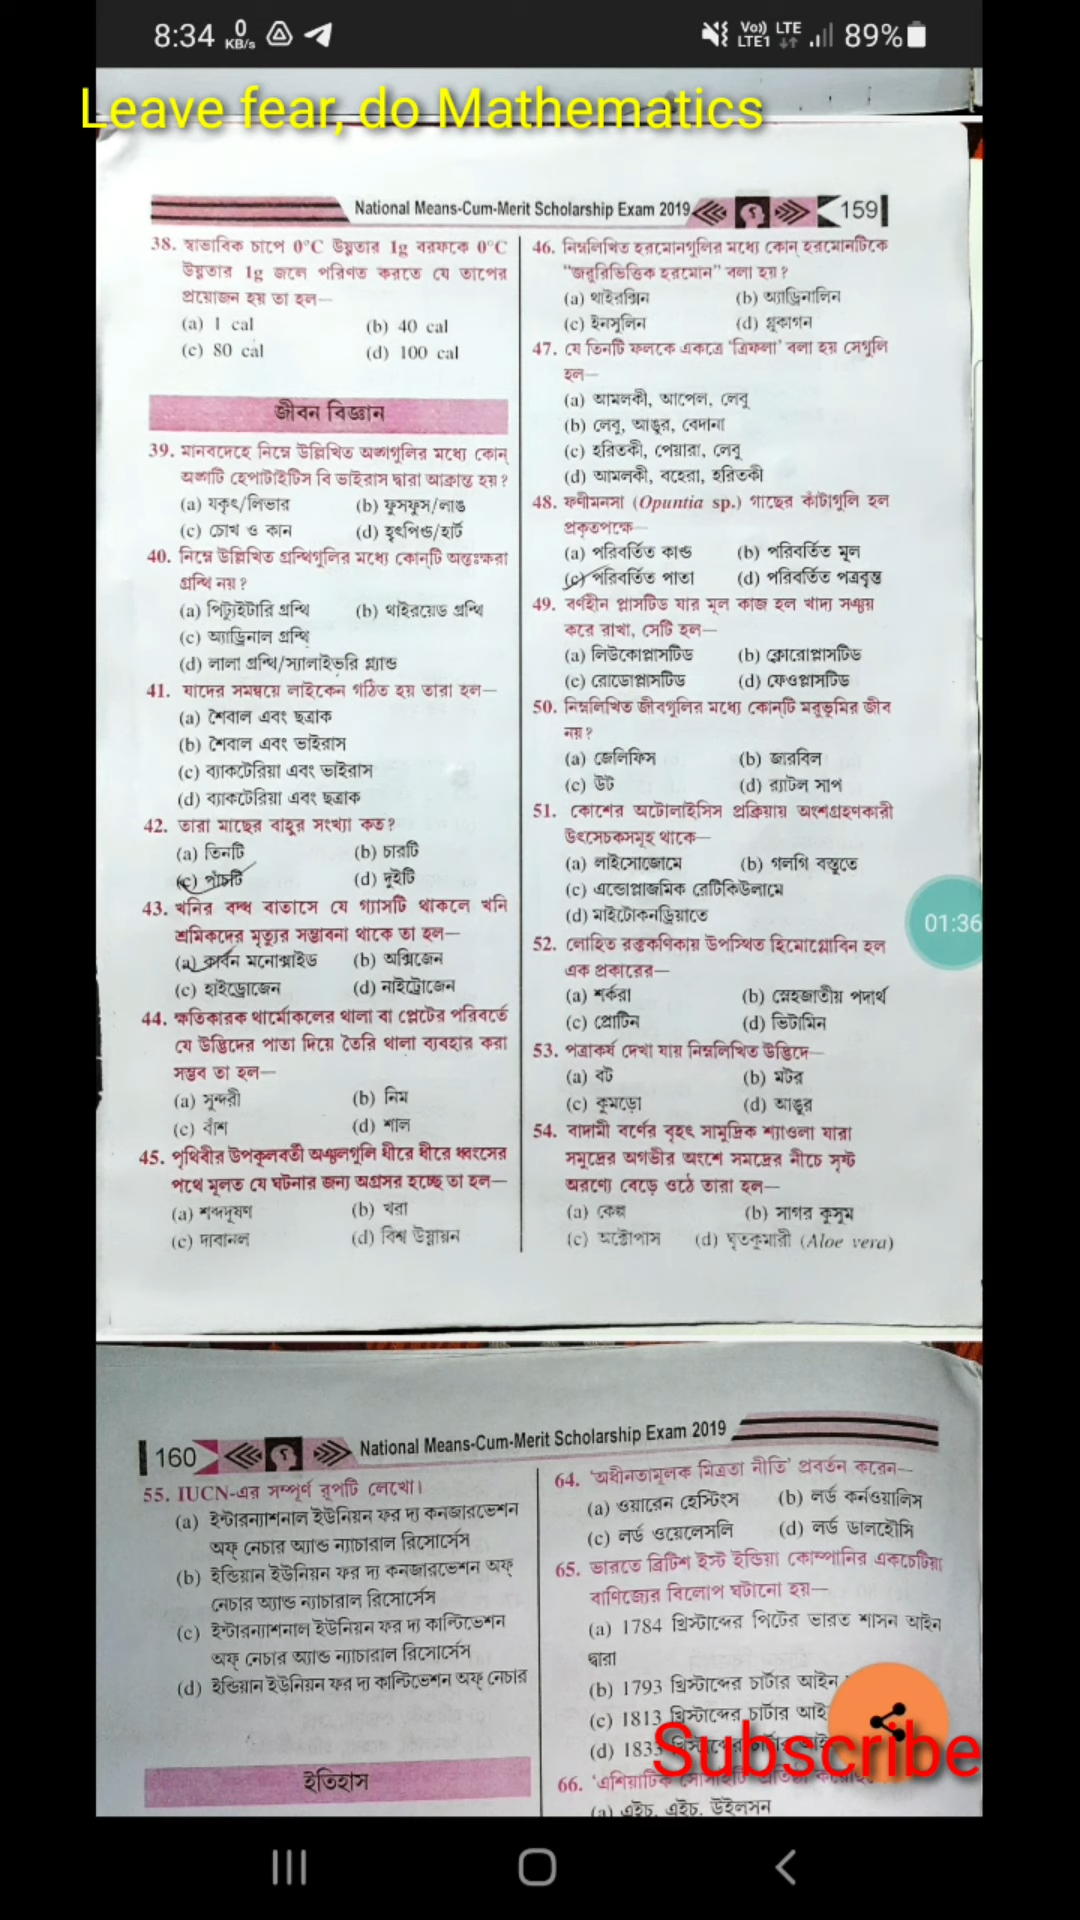 8:34 0 KB/s Vo)) LTE LTE1 89%
Leave fear, do Mathematics
National Means-Cum-Merit Scholarship Exam 2019 159
38. স্বাভাবিক চাপে 0°C উষ্ণতার 1g বরফকে 0°C
উষ্ণতার 1g জলে পরিণত করতে যে তাপের
প্রয়োজন হয় তা হল—
(a) 1 cal (b) 40 cal
(c) 80 cal (d) 100 cal
জীবন বিজ্ঞান
39. মানবদেহে নিম্নে উল্লিখিত অঙ্গগুলির মধ্যে কোন্
অঙ্গটি হেপাটাইটিস বি ভাইরাস দ্বারা আক্রান্ত হয়?
(a) যকৃৎ/লিভার (b) ফুসফুস/লাঙ
(c) চোখ ও কান (d) হৃৎপিণ্ড/হার্ট
40. নিম্নে উল্লিখিত গ্রন্থিগুলির মধ্যে কোন্‌টি অন্তঃক্ষরা
গ্রন্থি নয়?
(a) পিট্যুইটারি গ্রন্থি (b) থাইরয়েড গ্রন্থি
(c) অ্যাড্রিনাল গ্রন্থি
(d) লালা গ্রন্থি/স্যালাইভরি গ্ল্যান্ড
41. যাদের সমন্বয়ে লাইকেন গঠিত হয় তারা হল—
(a) শৈবাল এবং ছত্রাক
(b) শৈবাল এবং ভাইরাস
(c) ব্যাকটেরিয়া এবং ভাইরাস
(d) ব্যাকটেরিয়া এবং ছত্রাক
42. তারা মাছের বাহুর সংখ্যা কত?
(a) তিনটি (b) চারটি
(c) পাঁচটি (d) দুইটি
43. খনির বদ্ধ বাতাসে যে গ্যাসটি থাকলে খনি
শ্রমিকদের মৃত্যুর সম্ভাবনা থাকে তা হল—
(a) কার্বন মনোক্সাইড (b) অক্সিজেন
(c) হাইড্রোজেন (d) নাইট্রোজেন
44. ক্ষতিকারক থার্মোকলের থালা বা প্লেটের পরিবর্তে
যে উদ্ভিদের পাতা দিয়ে তৈরি থালা ব্যবহার করা
সম্ভব তা হল—
(a) সুন্দরী (b) নিম
(c) বাঁশ (d) শাল
45. পৃথিবীর উপকূলবর্তী অঞ্চলগুলি ধীরে ধীরে ধ্বংসের
পথে মূলত যে ঘটনার জন্য অগ্রসর হচ্ছে তা হল—
(a) শব্দদূষণ (b) খরা
(c) দাবানল (d) বিশ্ব উষ্ণায়ন
46. নিম্নলিখিত হরমোনগুলির মধ্যে কোন্ হরমোনটিকে
“জরুরিভিত্তিক হরমোন” বলা হয়?
(a) থাইরক্সিন (b) অ্যাড্রিনালিন
(c) ইনসুলিন (d) গ্লুকাগন
47. যে তিনটি ফলকে একত্রে ‘ত্রিফলা’ বলা হয় সেগুলি
হল—
(a) আমলকী, আপেল, লেবু
(b) লেবু, আঙুর, বেদানা
(c) হরিতকী, পেয়ারা, লেবু
(d) আমলকী, বহেরা, হরিতকী
48. ফণীমনসা (Opuntia sp.) গাছের কাঁটাগুলি হল
প্রকৃতপক্ষে—
(a) পরিবর্তিত কাণ্ড (b) পরিবর্তিত মূল
(c) পরিবর্তিত পাতা (d) পরিবর্তিত পত্রবৃন্ত
49. বর্ণহীন প্লাসটিড যার মূল কাজ হল খাদ্য সঞ্চয়
করে রাখা, সেটি হল—
(a) লিউকোপ্লাসটিড (b) ক্লোরোপ্লাসটিড
(c) রোডোপ্লাসটিড (d) ফেওপ্লাসটিড
50. নিম্নলিখিত জীবগুলির মধ্যে কোন্‌টি মরুভূমির জীব
নয়?
(a) জেলিফিস (b) জারবিল
(c) উট (d) র‍্যাটল সাপ
51. কোশের অটোলাইসিস প্রক্রিয়ায় অংশগ্রহণকারী
উৎসেচকসমূহ থাকে—
(a) লাইসোজোমে (b) গলগি বস্তুতে
(c) এন্ডোপ্লাজমিক রেটিকিউলামে
(d) মাইটোকনড্রিয়াতে
01:36
52. লোহিত রক্তকণিকায় উপস্থিত হিমোগ্লোবিন হল
এক প্রকারের—
(a) শর্করা (b) স্নেহজাতীয় পদার্থ
(c) প্রোটিন (d) ভিটামিন
53. পত্রাকর্ষ দেখা যায় নিম্নলিখিত উদ্ভিদে—
(a) বট (b) মটর
(c) কুমড়ো (d) আঙুর
54. বাদামী বর্ণের বৃহৎ সামুদ্রিক শ্যাওলা যারা
সমুদ্রের অগভীর অংশে সমদ্রের নীচে সৃষ্ট
অরণ্যে বেড়ে ওঠে তারা হল—
(a) কেল্প (b) সাগর কুসুম
(c) অক্টোপাস (d) ঘৃতকুমারী (Aloe vera)
160 National Means-Cum-Merit Scholarship Exam 2019
55. IUCN-এর সম্পূর্ণ রূপটি লেখো।
(a) ইন্টারন্যাশনাল ইউনিয়ন ফর দ্য কনজারভেশন
অফ্ নেচার অ্যান্ড ন্যাচারাল রিসোর্সেস
(b) ইন্ডিয়ান ইউনিয়ন ফর দ্য কনজারভেশন অফ্
নেচার অ্যান্ড ন্যাচারাল রিসোর্সেস
(c) ইন্টারন্যাশনাল ইউনিয়ন ফর দ্য কাল্টিভেশন
অফ্ নেচার অ্যান্ড ন্যাচারাল রিসোর্সেস
(d) ইন্ডিয়ান ইউনিয়ন ফর দ্য কাল্টিভেশন অফ্ নেচার
ইতিহাস
64. ‘অধীনতামূলক মিত্রতা নীতি’ প্রবর্তন করেন—
(a) ওয়ারেন হেস্টিংস (b) লর্ড কর্নওয়ালিস
(c) লর্ড ওয়েলেসলি (d) লর্ড ডালহৌসি
65. ভারতে ব্রিটিশ ইস্ট ইন্ডিয়া কোম্পানির একচেটিয়া
বাণিজ্যের বিলোপ ঘটানো হয়—
(a) 1784 খ্রিস্টাব্দের পিটের ভারত শাসন আইন
দ্বারা
(b) 1793 খ্রিস্টাব্দের চার্টার আইন
(c) 1813 খ্রিস্টাব্দের চার্টার আই
(d) 1833
Subscribe
66. ‘এশিয়াটিক সোসাইটি
(a) এইচ. এইচ. উইলসন